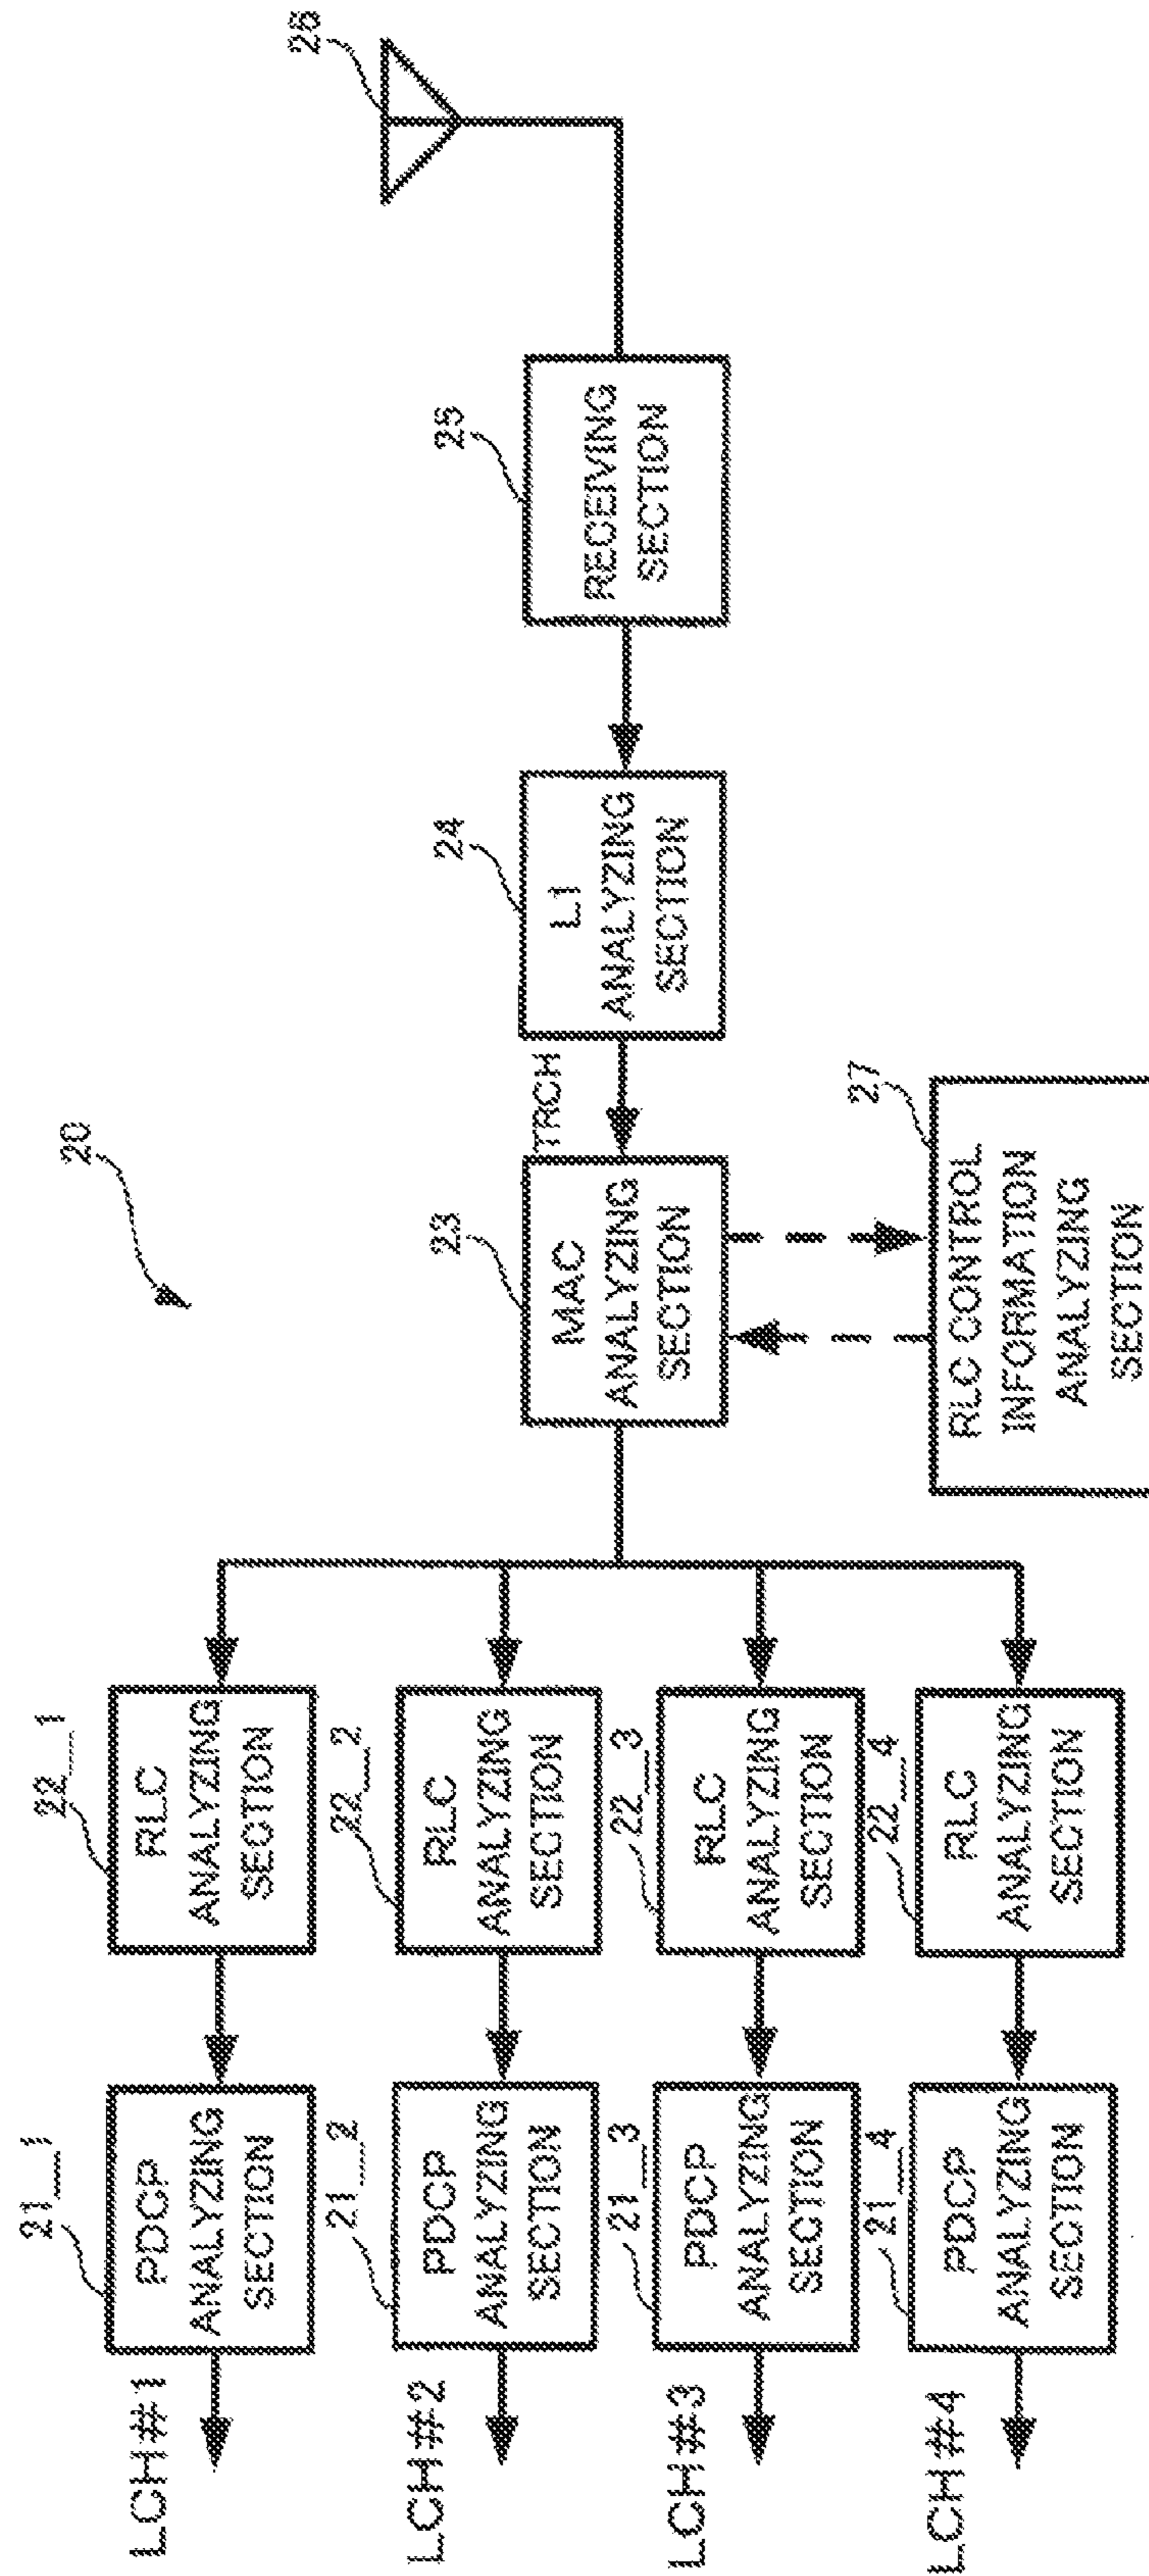 20
LCH#1
21_1
PDCP
ANALYZING
SECTION
22_1
RLC
ANALYZING
SECTION
LCH#2
21_2
PDCP
ANALYZING
SECTION
22_2
RLC
ANALYZING
SECTION
LCH#3
21_3
PDCP
ANALYZING
SECTION
22_3
RLC
ANALYZING
SECTION
LCH#4
21_4
PDCP
ANALYZING
SECTION
22_4
RLC
ANALYZING
SECTION
23
MAC
ANALYZING
SECTION
TRCH
24
L1
ANALYZING
SECTION
25
RECEIVING
SECTION
26
27
RLC CONTROL
INFORMATION
ANALYZING
SECTION